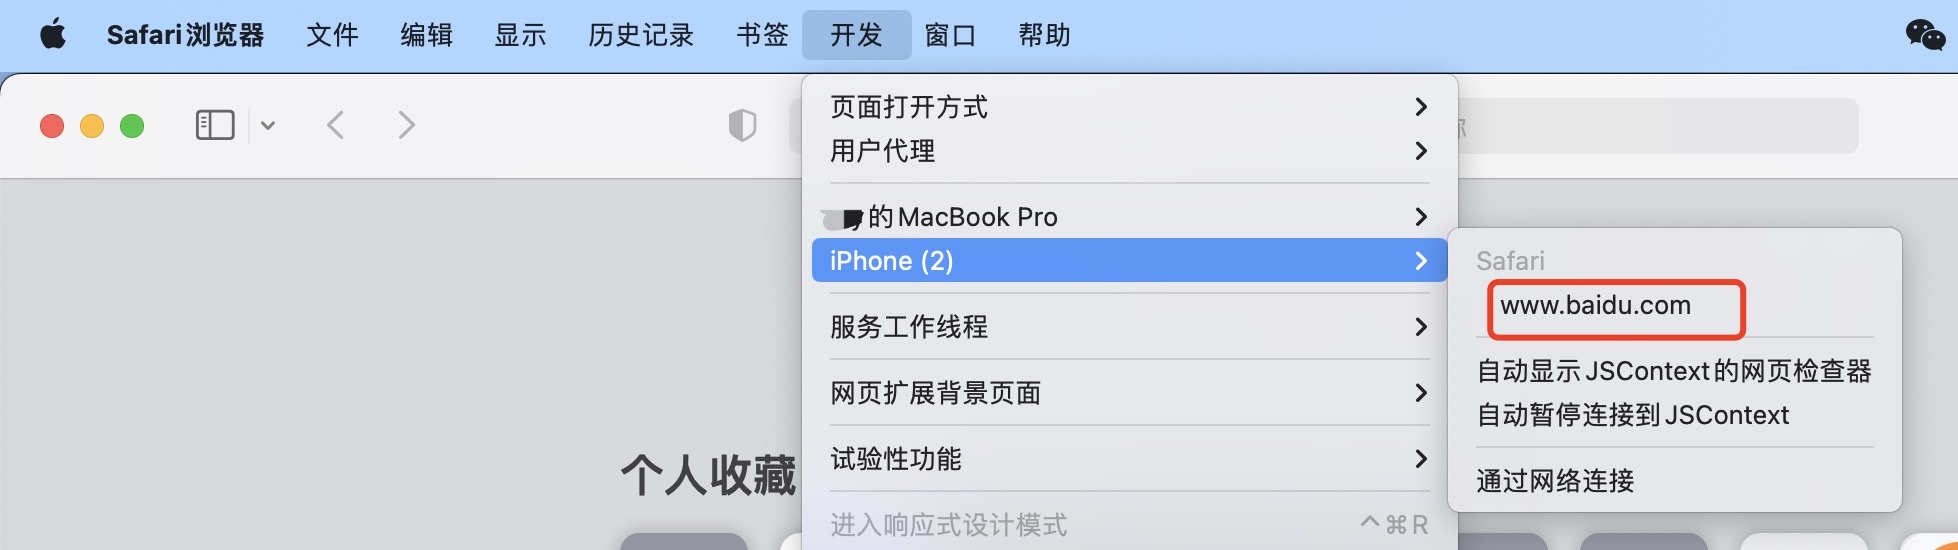 Safari浏览器 文件 编辑 显示 历史记录 书签 开发 窗口 帮助
页面打开方式
用户代理
的MacBook Pro
iPhone (2)
服务工作线程
网页扩展背景页面
试验性功能
进入响应式设计模式 ^⌘R
Safari
www.baidu.com
自动显示JSContext的网页检查器
自动暂停连接到JSContext
通过网络连接
个人收藏